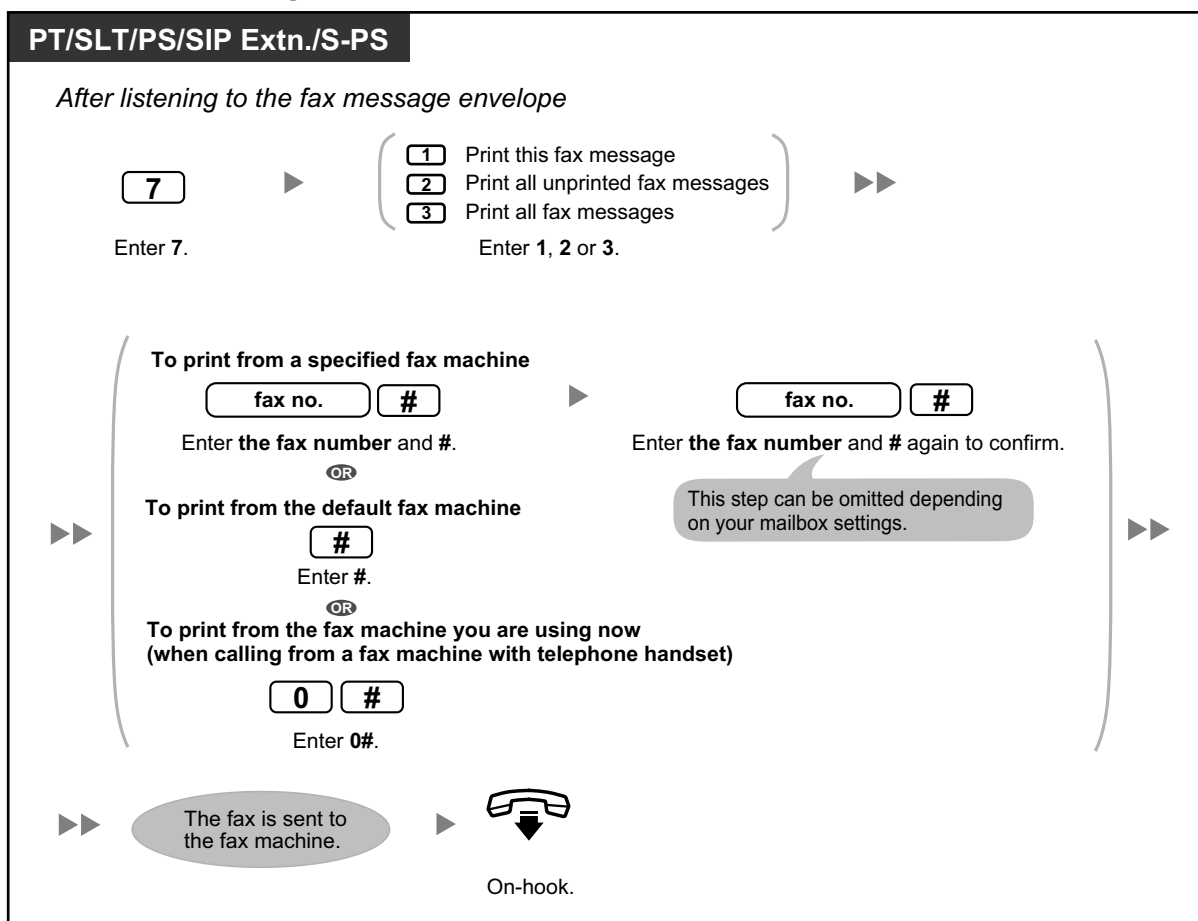 PT/SLT/PS/SIP Extn./S-PS
After listening to the fax message envelope
7
1 Print this fax message
2 Print all unprinted fax messages
3 Print all fax messages
Enter 7.
Enter 1, 2 or 3.
To print from a specified fax machine
fax no. #
fax no. #
Enter the fax number and #.
Enter the fax number and # again to confirm.
OR
This step can be omitted depending
on your mailbox settings.
To print from the default fax machine
#
Enter #.
OR
To print from the fax machine you are using now
(when calling from a fax machine with telephone handset)
0 #
Enter 0#.
The fax is sent to
the fax machine.
On-hook.